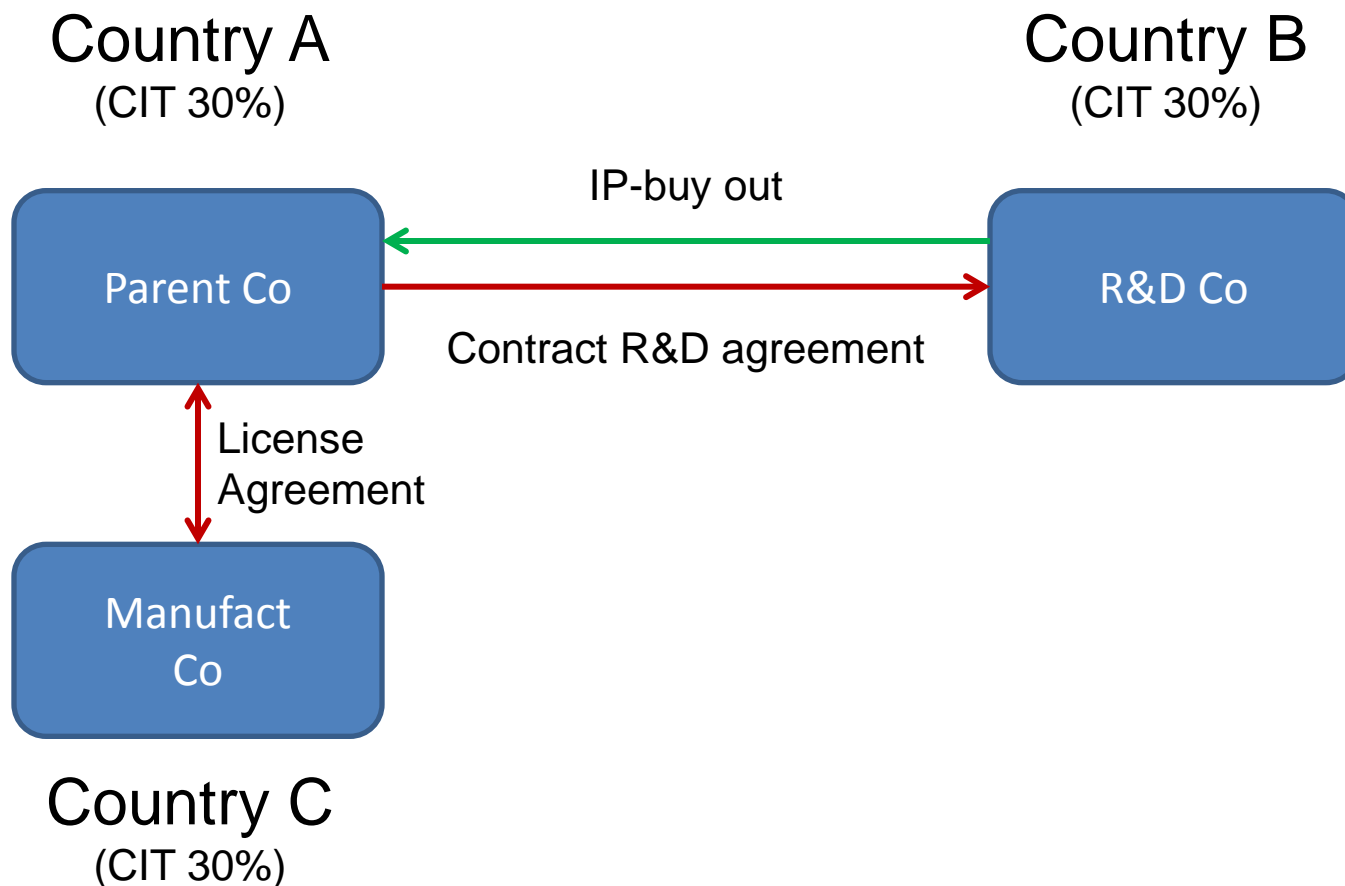 Country A
(CIT 30%)
Country B
(CIT 30%)
IP-buy out
Parent Co
R&D Co
Contract R&D agreement
License
Agreement
Manufact
Co
Country C
(CIT 30%)